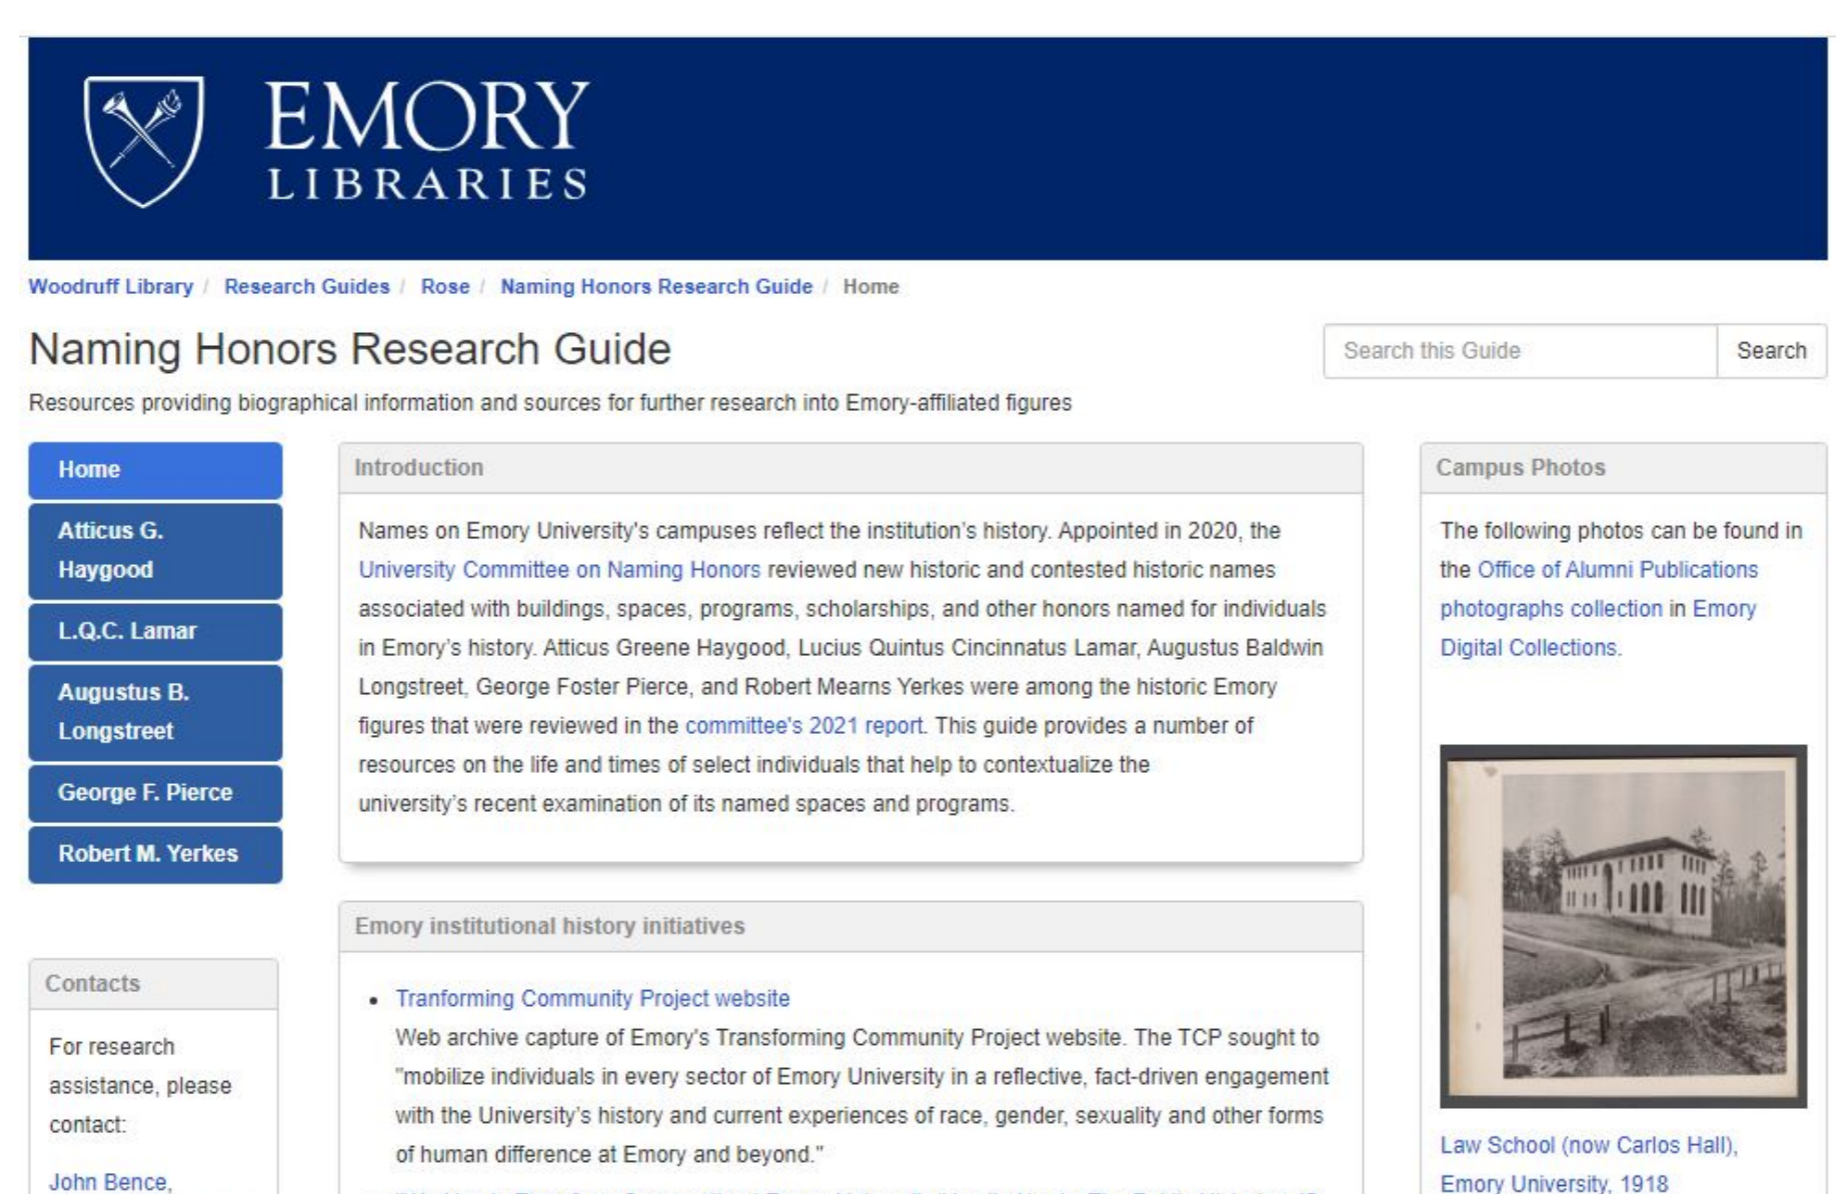 EMORY
LIBRARIES
Woodruff Library / Research Guides / Rose / Naming Honors Research Guide / Home
Naming Honors Research Guide
Search this Guide
Search
Resources providing biographical information and sources for further research into Emory-affiliated figures
Home
Atticus G.
Haygood
L.Q.C. Lamar
Augustus B.
Longstreet
George F. Pierce
Robert M. Yerkes
Contacts
For research
assistance, please
contact:
John Bence,
Introduction
Names on Emory University's campuses reflect the institution's history. Appointed in 2020, the
University Committee on Naming Honors reviewed new historic and contested historic names
associated with buildings, spaces, programs, scholarships, and other honors named for individuals
in Emory's history. Atticus Greene Haygood, Lucius Quintus Cincinnatus Lamar, Augustus Baldwin
Longstreet, George Foster Pierce, and Robert Mearns Yerkes were among the historic Emory
figures that were reviewed in the committee's 2021 report. This guide provides a number of
resources on the life and times of select individuals that help to contextualize the
university's recent examination of its named spaces and programs.
Emory institutional history initiatives
• Tranforming Community Project website
Web archive capture of Emory's Transforming Community Project website. The TCP sought to
"mobilize individuals in every sector of Emory University in a reflective, fact-driven engagement
with the University's history and current experiences of race, gender, sexuality and other forms
of human difference at Emory and beyond."
Campus Photos
The following photos can be found in
the Office of Alumni Publications
photographs collection in Emory
Digital Collections.
Law School (now Carlos Hall),
Emory University, 1918